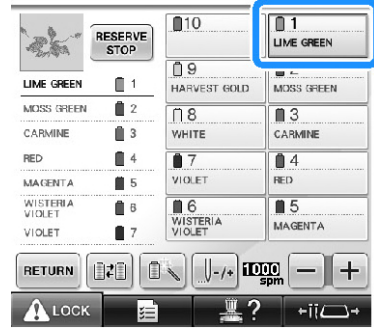 RESERVE
STOP
LIME GREEN 1
MOSS GREEN 2
CARMINE 3
RED 4
MAGENTA 5
WISTERIA
VIOLET 6
VIOLET 7
10
1
LIME GREEN
9
HARVEST GOLD
2
MOSS GREEN
8
WHITE
3
CARMINE
7
VIOLET
4
RED
6
WISTERIA
VIOLET
5
MAGENTA
RETURN
-/+
1000
spm
−
+
LOCK
?